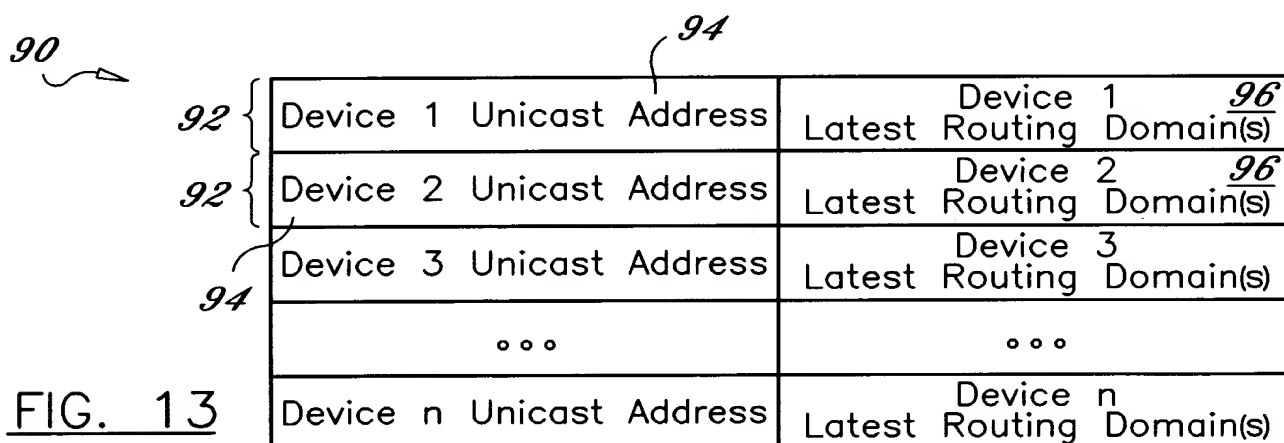 94
90
92
Device 1 Unicast Address
Device 1 96
Latest Routing Domain(s)
92
Device 2 Unicast Address
Device 2 96
Latest Routing Domain(s)
94
Device 3 Unicast Address
Device 3
Latest Routing Domain(s)
ooo
ooo
FIG. 13
Device n Unicast Address
Device n
Latest Routing Domain(s)